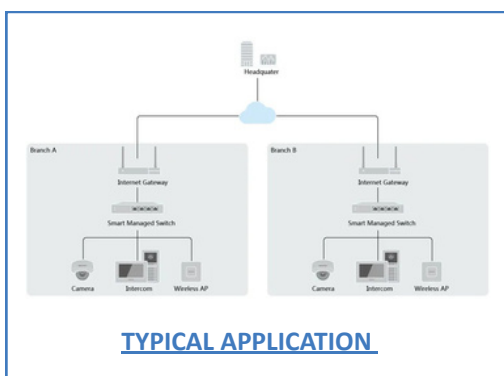 Headquater
Branch A
Internet Gateway
Smart Managed Switch
Camera Intercom Wireless AP
Branch B
Internet Gateway
Smart Managed Switch
Camera Intercom Wireless AP
TYPICAL APPLICATION